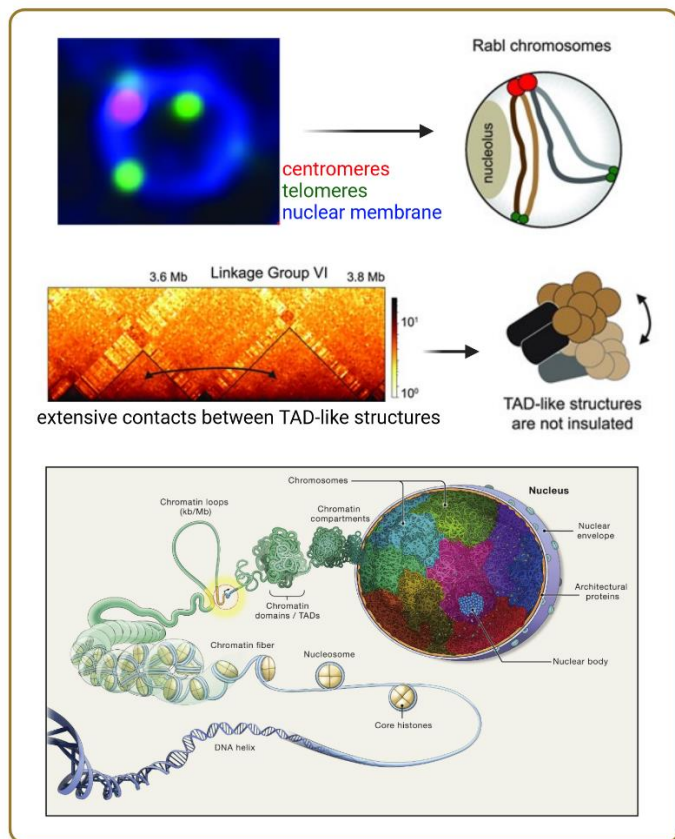 Rabl chromosomes
nucleolus
centromeres
telomeres
nuclear membrane
3.6 Mb
Linkage Group VI
3.8 Mb
10¹
10⁰
extensive contacts between TAD-like structures
TAD-like structures
are not insulated
Chromosomes
Nucleus
Chromatin loops
(kb/Mb)
Chromatin
compartments
Nuclear
envelope
Architectural
proteins
Chromatin
domains / TADs
Chromatin fiber
Nucleosome
Nuclear body
Core histones
DNA helix